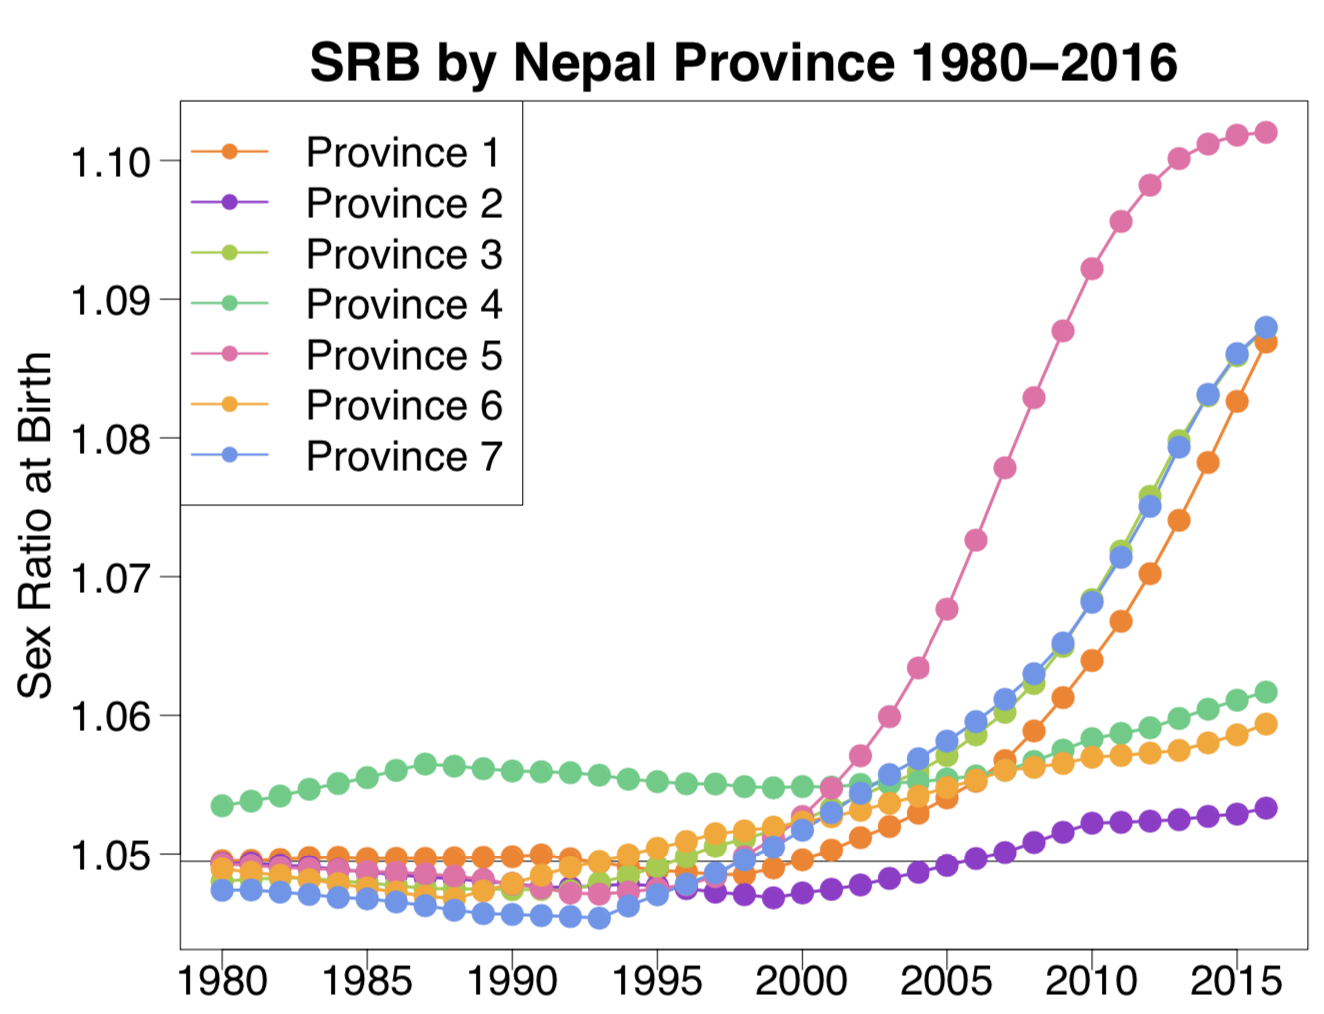 SRB by Nepal Province 1980–2016
Province 1
Province 2
Province 3
Province 4
Province 5
Province 6
Province 7
Sex Ratio at Birth
1.10
1.09
1.08
1.07
1.06
1.05
1980 1985 1990 1995 2000 2005 2010 2015